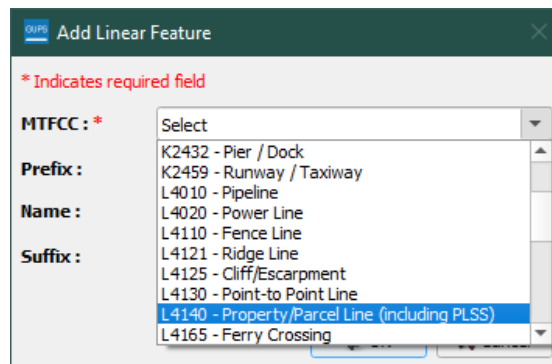 GUPS Add Linear Feature
* Indicates required field
MTFCC : * Select
K2432 - Pier / Dock
K2459 - Runway / Taxiway
Prefix :
L4010 - Pipeline
L4020 - Power Line
Name :
L4110 - Fence Line
L4121 - Ridge Line
Suffix :
L4125 - Cliff/Escarpment
L4130 - Point-to Point Line
L4140 - Property/Parcel Line (including PLSS)
L4165 - Ferry Crossing